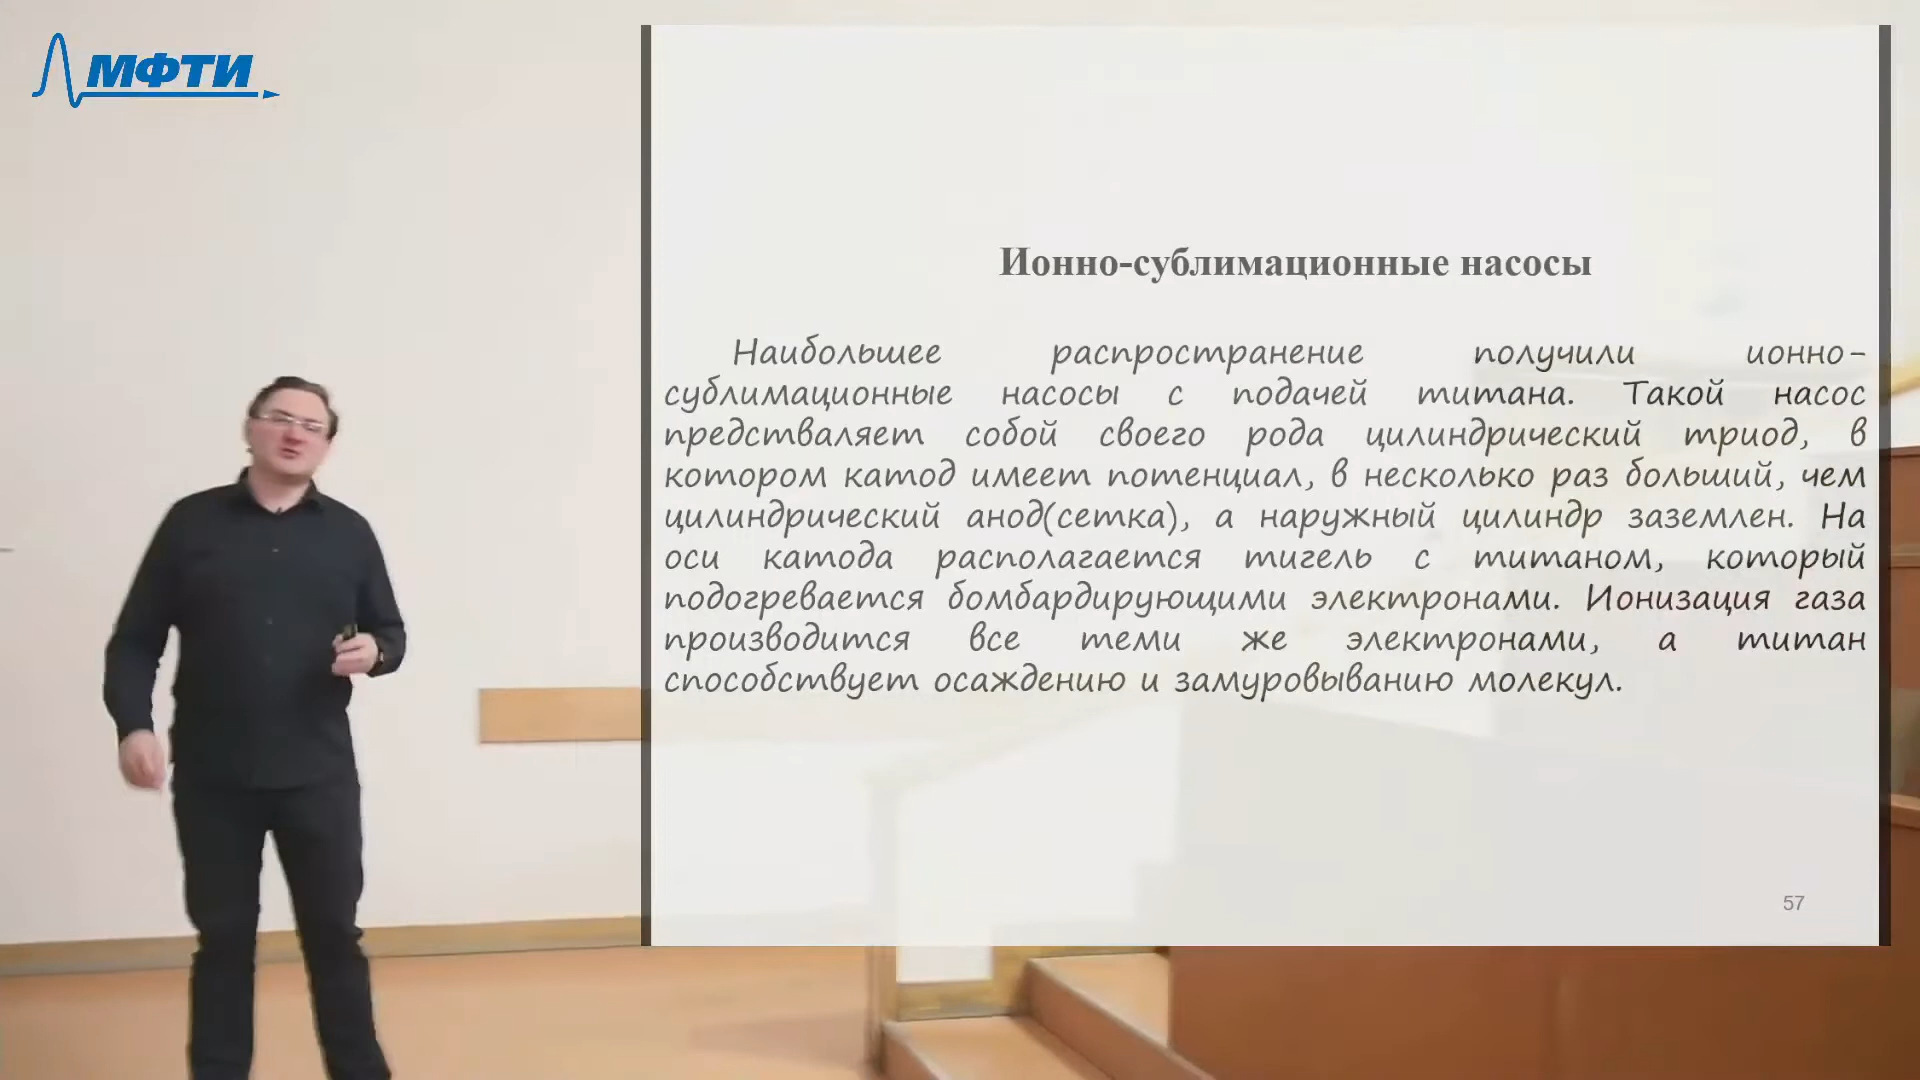 МФТИ
Ионно-сублимационные насосы
Наибольшее распространение получили ионно-
сублимационные насосы с подачей титана. Такой насос
предстваляет собой своего рода цилиндрический триод, в
котором катод имеет потенциал, в несколько раз больший, чем
цилиндрический анод(сетка), а наружный цилиндр заземлен. На
оси катода располагается тигель с титаном, который
подогревается бомбардирующими электронами. Ионизация газа
производится все теми же электронами, а титан
способствует осаждению и замуровыванию молекул.
57